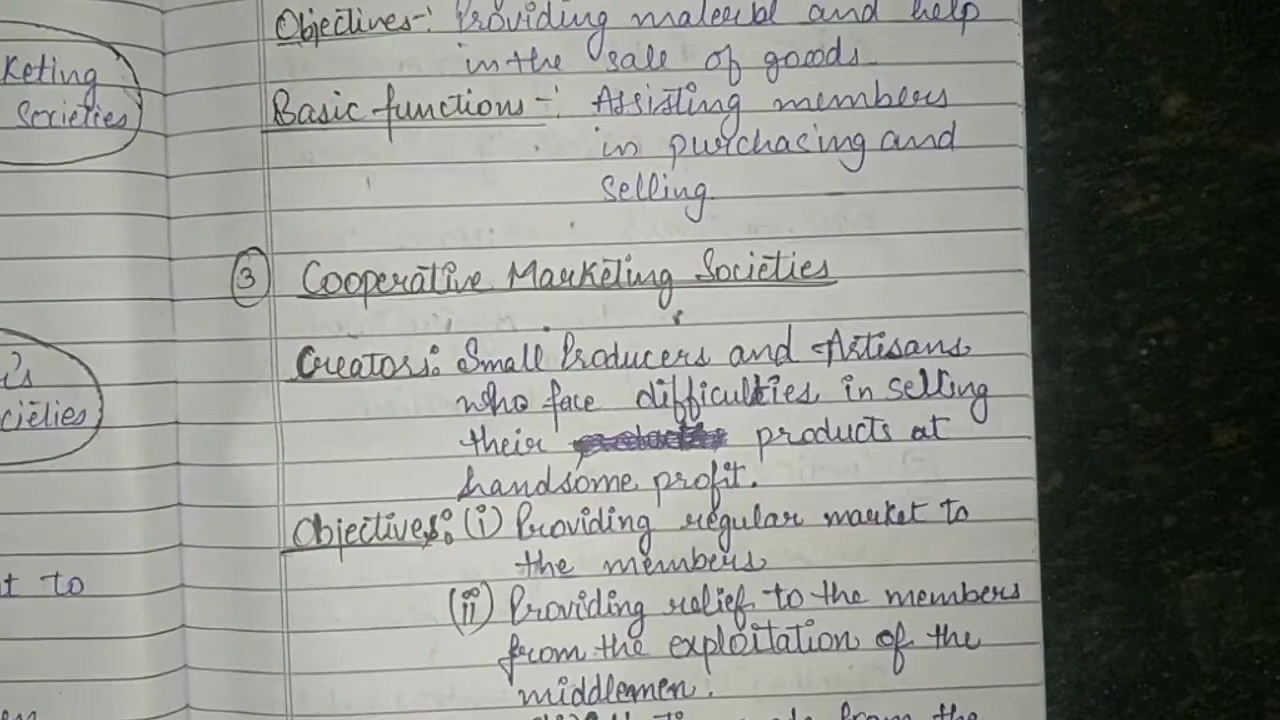 keting
Societies
i's
cieties
t to
Objectives:- Providing materbl and help
in the sale of goods
Basic functions -: Assisting members
in purchasing and
selling
3 Cooperative Marketing Societies
Creators: Small Producers and Artisans
who face difficulties in selling
their products at
handsome profit.
Objectives: (i) Providing regular market to
the members
(ii) Providing relief to the members
from the exploitation of the
middlemen.
from the